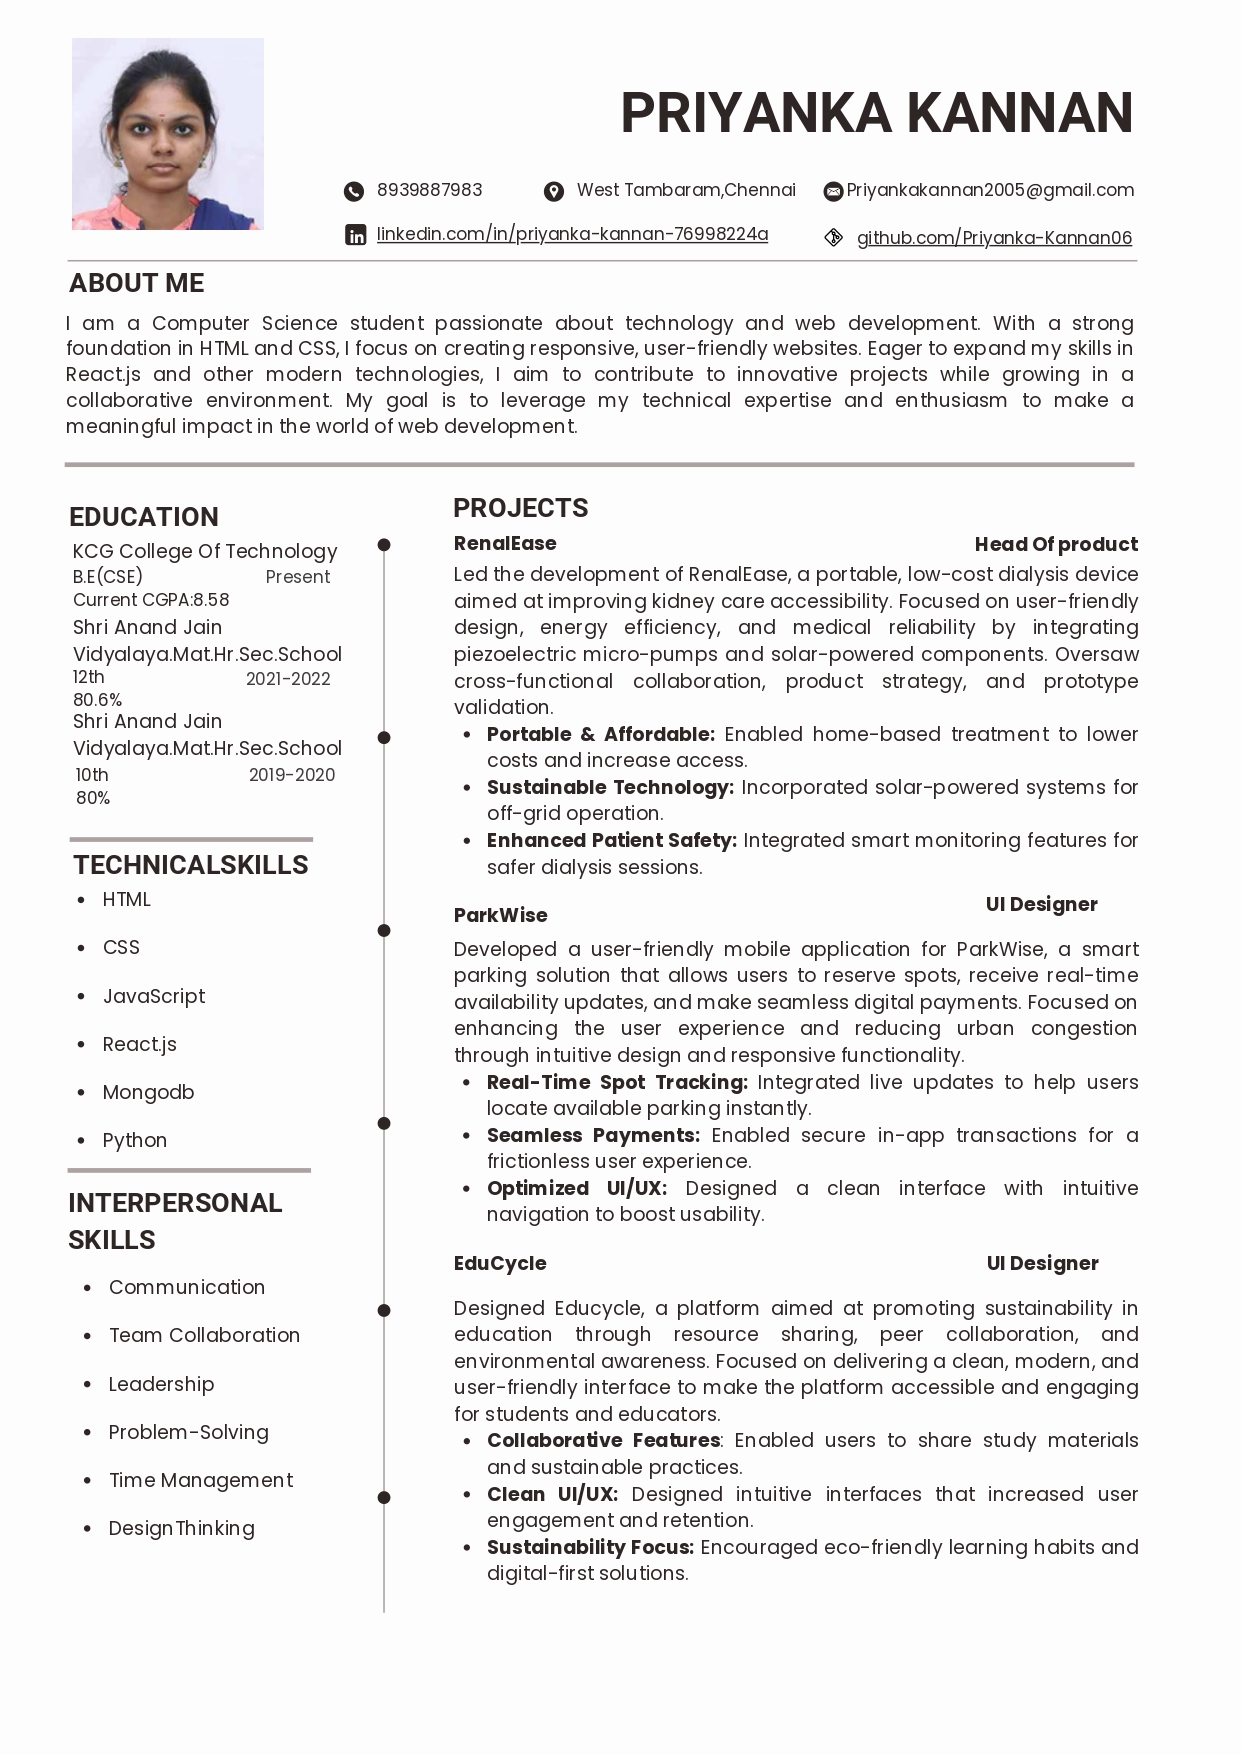 PRIYANKA KANNAN
8939887983
West Tambaram,Chennai
Priyankakannan2005@gmail.com
linkedin.com/in/priyanka-kannan-76998224a
github.com/Priyanka-Kannan06
ABOUT ME
I am a Computer Science student passionate about technology and web development. With a strong
foundation in HTML and CSS, I focus on creating responsive, user-friendly websites. Eager to expand my skills in
React.js and other modern technologies, I aim to contribute to innovative projects while growing in a
collaborative environment. My goal is to leverage my technical expertise and enthusiasm to make a
meaningful impact in the world of web development.
EDUCATION
KCG College Of Technology
B.E(CSE) Present
Current CGPA:8.58
Shri Anand Jain
Vidyalaya.Mat.Hr.Sec.School
12th 2021-2022
80.6%
Shri Anand Jain
Vidyalaya.Mat.Hr.Sec.School
10th 2019-2020
80%
TECHNICALSKILLS
• HTML
• CSS
• JavaScript
• React.js
• Mongodb
• Python
INTERPERSONAL
SKILLS
• Communication
• Team Collaboration
• Leadership
• Problem-Solving
• Time Management
• DesignThinking
PROJECTS
RenalEase Head Of product
Led the development of RenalEase, a portable, low-cost dialysis device
aimed at improving kidney care accessibility. Focused on user-friendly
design, energy efficiency, and medical reliability by integrating
piezoelectric micro-pumps and solar-powered components. Oversaw
cross-functional collaboration, product strategy, and prototype
validation.
• Portable & Affordable: Enabled home-based treatment to lower
costs and increase access.
• Sustainable Technology: Incorporated solar-powered systems for
off-grid operation.
• Enhanced Patient Safety: Integrated smart monitoring features for
safer dialysis sessions.
ParkWise UI Designer
Developed a user-friendly mobile application for ParkWise, a smart
parking solution that allows users to reserve spots, receive real-time
availability updates, and make seamless digital payments. Focused on
enhancing the user experience and reducing urban congestion
through intuitive design and responsive functionality.
• Real-Time Spot Tracking: Integrated live updates to help users
locate available parking instantly.
• Seamless Payments: Enabled secure in-app transactions for a
frictionless user experience.
• Optimized UI/UX: Designed a clean interface with intuitive
navigation to boost usability.
EduCycle UI Designer
Designed Educycle, a platform aimed at promoting sustainability in
education through resource sharing, peer collaboration, and
environmental awareness. Focused on delivering a clean, modern, and
user-friendly interface to make the platform accessible and engaging
for students and educators.
• Collaborative Features: Enabled users to share study materials
and sustainable practices.
• Clean UI/UX: Designed intuitive interfaces that increased user
engagement and retention.
• Sustainability Focus: Encouraged eco-friendly learning habits and
digital-first solutions.